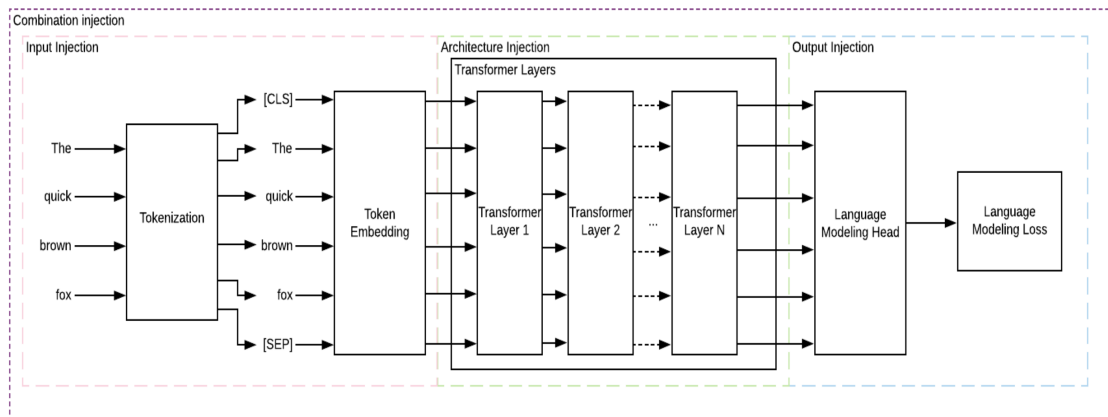 Combination injection
Input Injection
Architecture Injection
Output Injection
Transformer Layers
[CLS]
The
The
quick
quick
brown
brown
fox
fox
[SEP]
Tokenization
Token
Embedding
Transformer
Layer 1
Transformer
Layer 2
...
Transformer
Layer N
Language
Modeling Head
Language
Modeling Loss